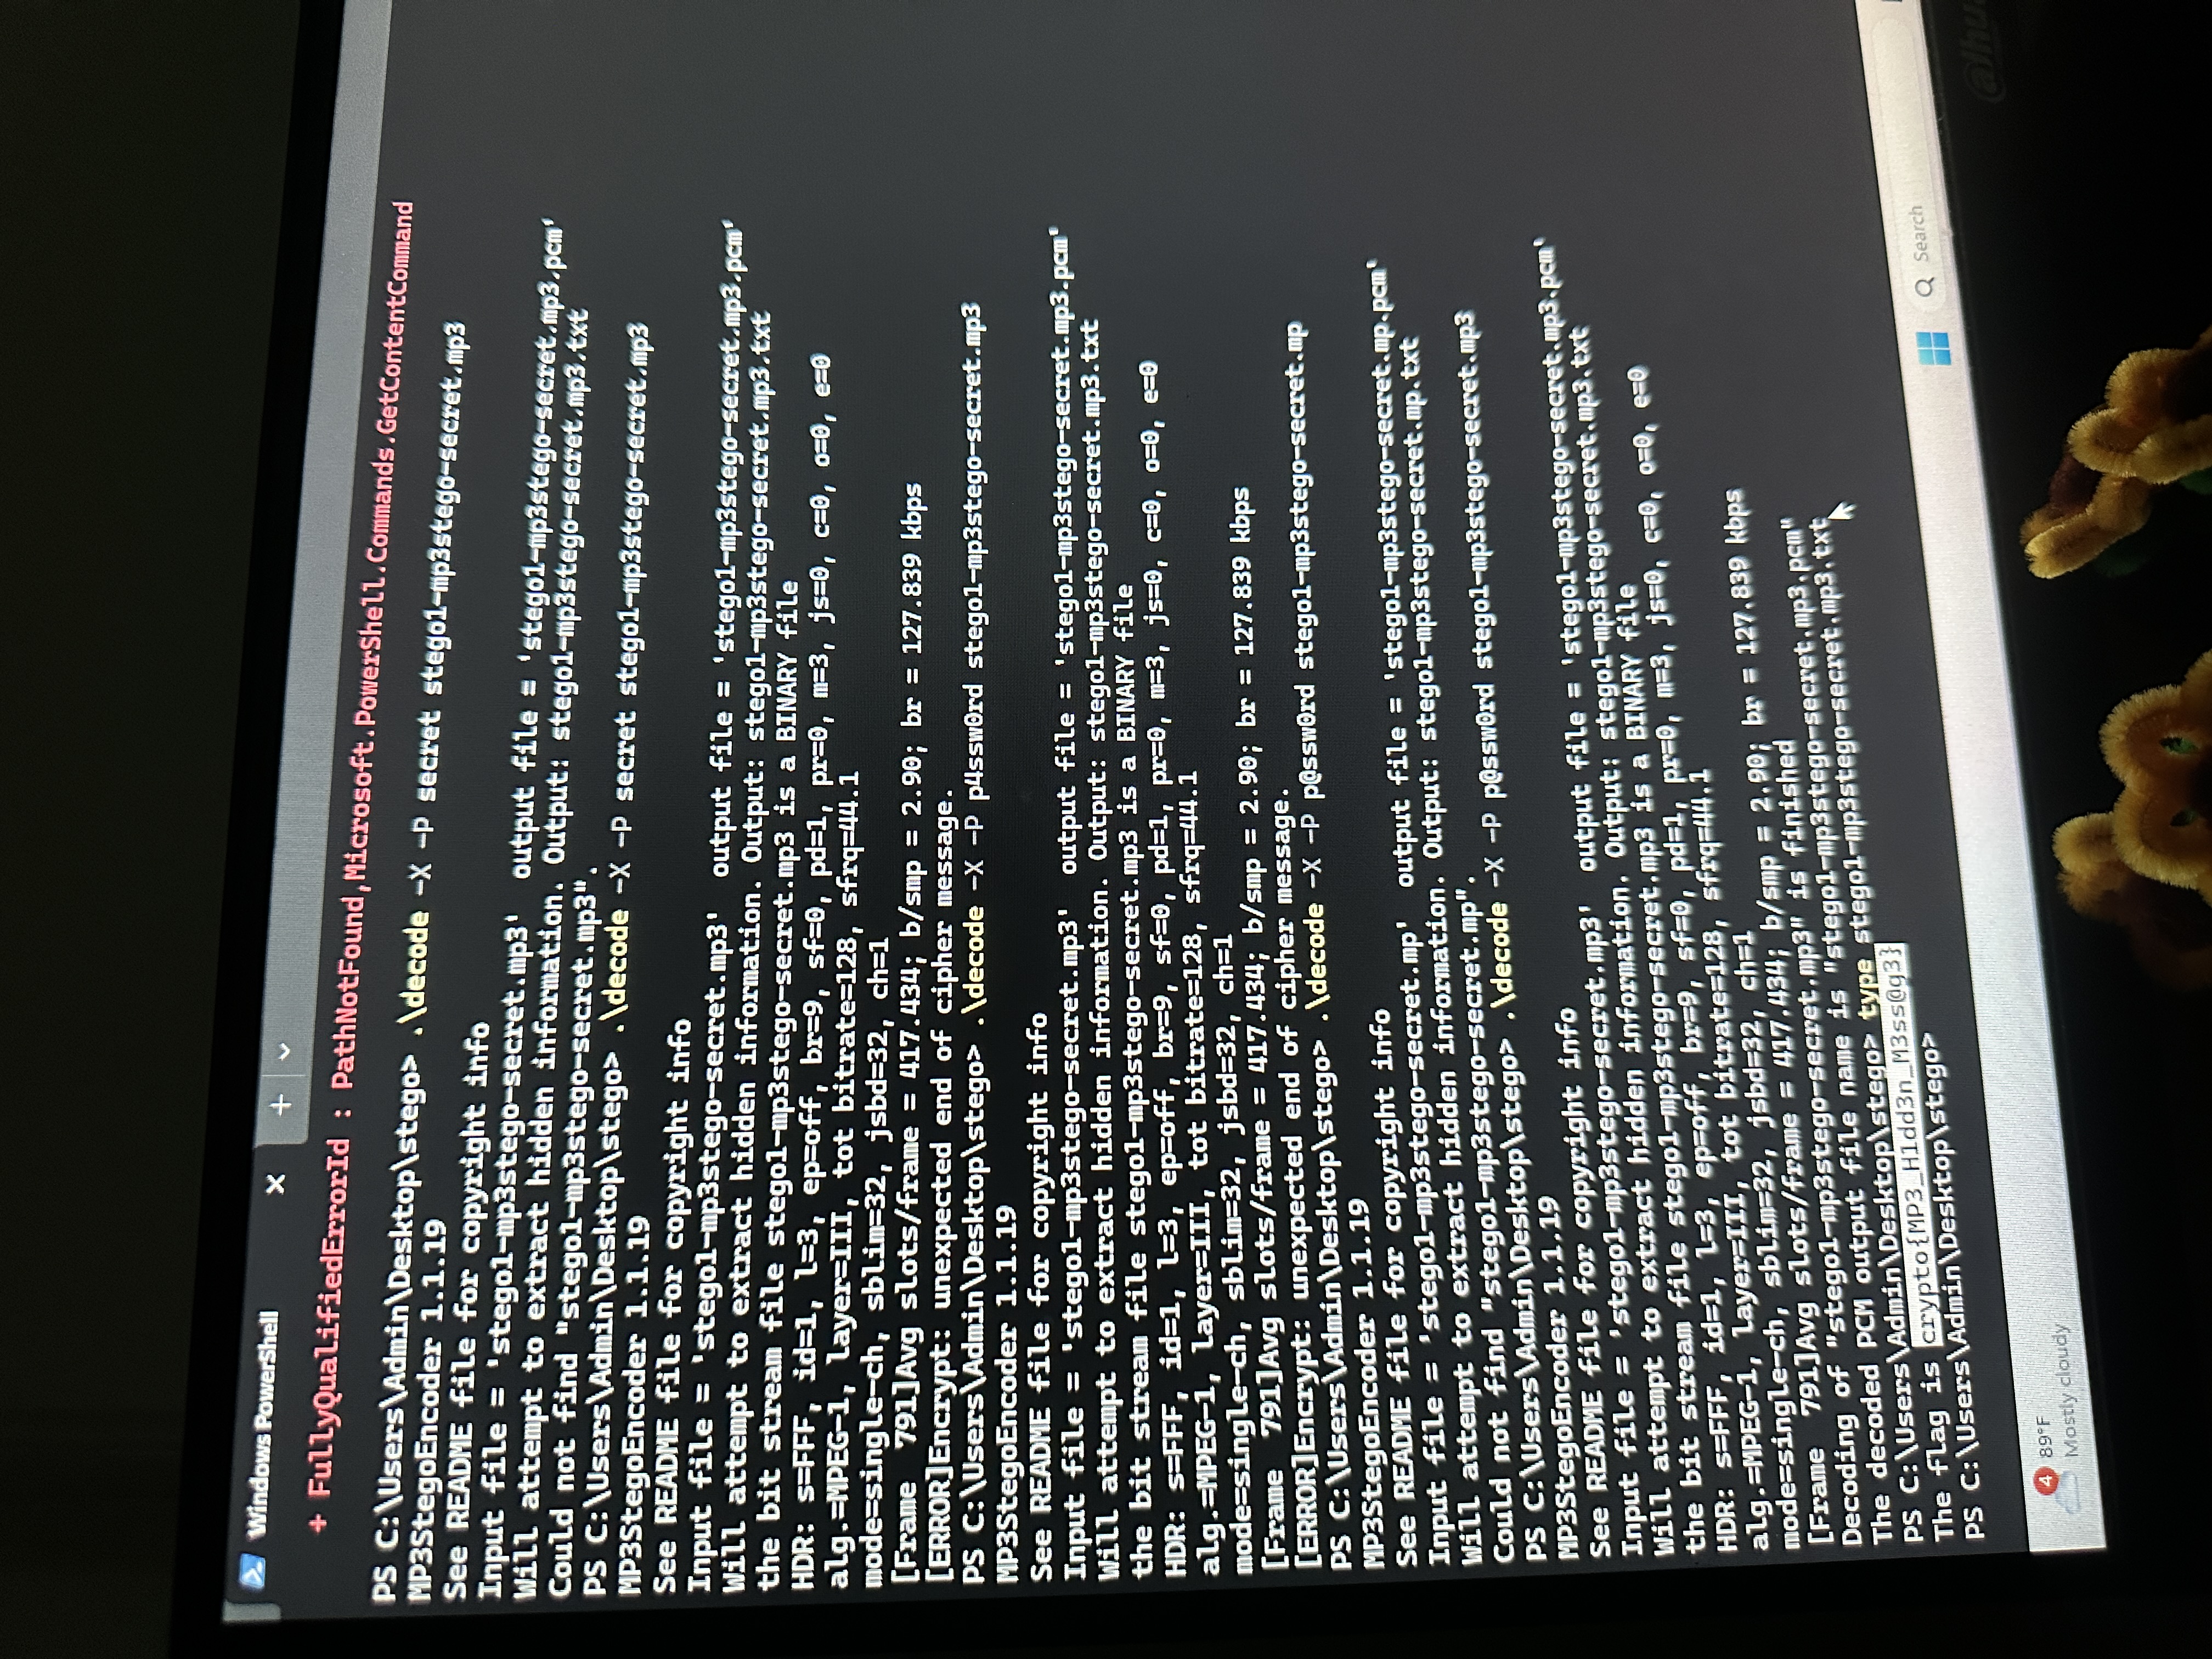 Windows PowerShell
+ FullyQualifiedErrorId : PathNotFound,Microsoft.PowerShell.Commands.GetContentCommand
PS C:\Users\Admin\Desktop\stego> .\decode -X -P secret stego1-mp3stego-secret.mp3
MP3StegoEncoder 1.1.19
See README file for copyright info
Input file = 'stego1-mp3stego-secret.mp3'  output file = 'stego1-mp3stego-secret.mp3.pcm'
Will attempt to extract hidden information. Output: stego1-mp3stego-secret.mp3.txt
Could not find "stego1-mp3stego-secret.mp3".
PS C:\Users\Admin\Desktop\stego> .\decode -X -P secret stego1-mp3stego-secret.mp3
MP3StegoEncoder 1.1.19
See README file for copyright info
Input file = 'stego1-mp3stego-secret.mp3'  output file = 'stego1-mp3stego-secret.mp3.pcm'
Will attempt to extract hidden information. Output: stego1-mp3stego-secret.mp3.txt
the bit stream file stego1-mp3stego-secret.mp3 is a BINARY file
HDR: s=FFF, id=1, l=3, ep=off, br=9, sf=0, pd=1, pr=0, m=3, js=0, c=0, o=0, e=0
alg.=MPEG-1, layer=III, tot bitrate=128, sfrq=44.1
mode=single-ch, sblim=32, jsbd=32, ch=1
[Frame  791]Avg slots/frame = 417.434; b/smp = 2.90; br = 127.839 kbps
[ERROR]Encrypt: unexpected end of cipher message.
PS C:\Users\Admin\Desktop\stego> .\decode -X -P p4ssw0rd stego1-mp3stego-secret.mp3
MP3StegoEncoder 1.1.19
See README file for copyright info
Input file = 'stego1-mp3stego-secret.mp3'  output file = 'stego1-mp3stego-secret.mp3.pcm'
Will attempt to extract hidden information. Output: stego1-mp3stego-secret.mp3.txt
the bit stream file stego1-mp3stego-secret.mp3 is a BINARY file
HDR: s=FFF, id=1, l=3, ep=off, br=9, sf=0, pd=1, pr=0, m=3, js=0, c=0, o=0, e=0
alg.=MPEG-1, layer=III, tot bitrate=128, sfrq=44.1
mode=single-ch, sblim=32, jsbd=32, ch=1
[Frame  791]Avg slots/frame = 417.434; b/smp = 2.90; br = 127.839 kbps
[ERROR]Encrypt: unexpected end of cipher message.
PS C:\Users\Admin\Desktop\stego> .\decode -X -P p@ssw0rd stego1-mp3stego-secret.mp
MP3StegoEncoder 1.1.19
See README file for copyright info
Input file = 'stego1-mp3stego-secret.mp'  output file = 'stego1-mp3stego-secret.mp.pcm'
Will attempt to extract hidden information. Output: stego1-mp3stego-secret.mp.txt
Could not find "stego1-mp3stego-secret.mp".
PS C:\Users\Admin\Desktop\stego> .\decode -X -P p@ssw0rd stego1-mp3stego-secret.mp3
MP3StegoEncoder 1.1.19
See README file for copyright info
Input file = 'stego1-mp3stego-secret.mp3'  output file = 'stego1-mp3stego-secret.mp3.pcm'
Will attempt to extract hidden information. Output: stego1-mp3stego-secret.mp3.txt
the bit stream file stego1-mp3stego-secret.mp3 is a BINARY file
HDR: s=FFF, id=1, l=3, ep=off, br=9, sf=0, pd=1, pr=0, m=3, js=0, c=0, o=0, e=0
alg.=MPEG-1, layer=III, tot bitrate=128, sfrq=44.1
mode=single-ch, sblim=32, jsbd=32, ch=1
[Frame  791]Avg slots/frame = 417.434; b/smp = 2.90; br = 127.839 kbps
Decoding of "stego1-mp3stego-secret.mp3" is finished
The decoded PCM output file name is "stego1-mp3stego-secret.mp3.pcm"
PS C:\Users\Admin\Desktop\stego> type stego1-mp3stego-secret.mp3.txt
The flag is crypto{MP3_H1dd3n_M3ss@g3}
PS C:\Users\Admin\Desktop\stego>
Search
4
89°F
Mostly cloudy